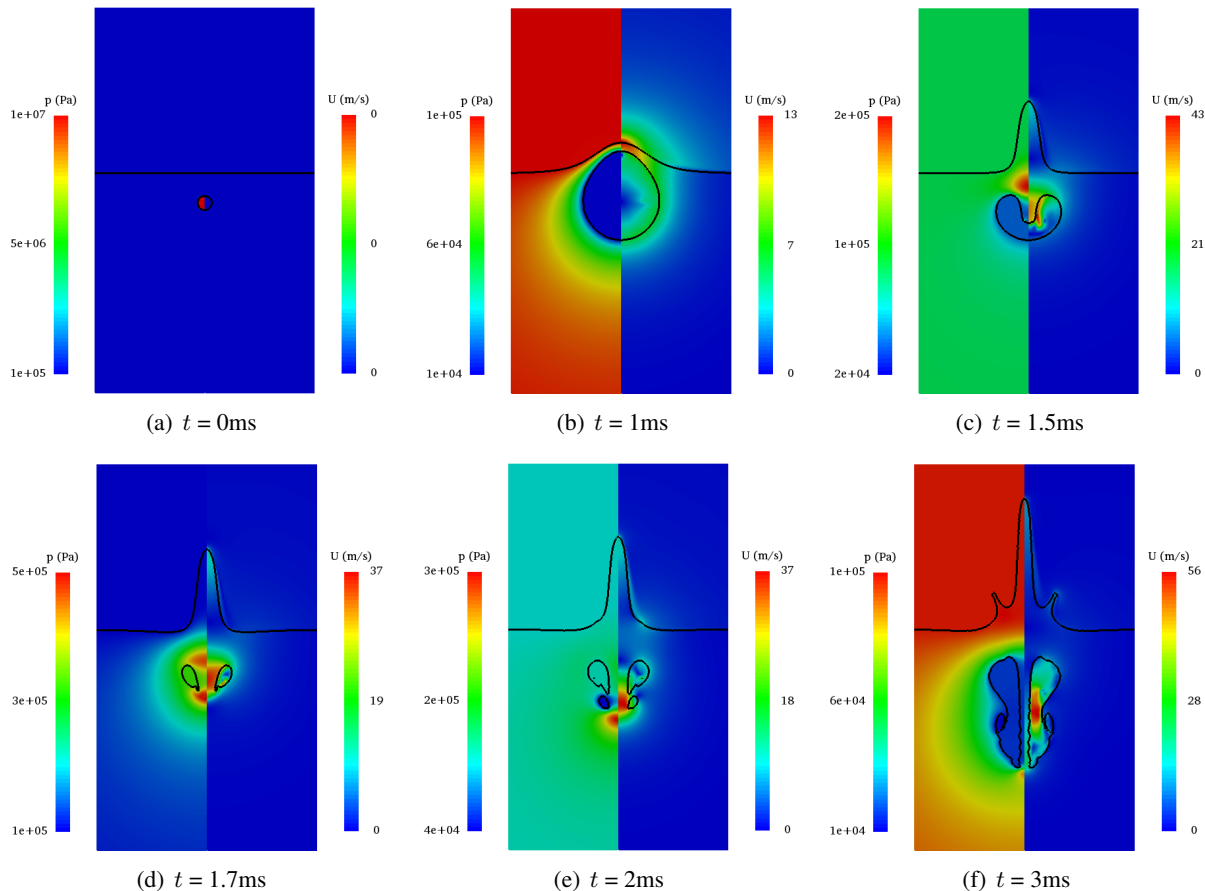 p (Pa)
1e+07
5e+06
1e+05
U (m/s)
0
0
0
(a) t = 0ms
p (Pa)
1e+05
6e+04
1e+04
U (m/s)
13
7
0
(b) t = 1ms
p (Pa)
2e+05
1e+05
2e+04
U (m/s)
43
21
0
(c) t = 1.5ms
p (Pa)
5e+05
3e+05
1e+05
U (m/s)
37
19
0
(d) t = 1.7ms
p (Pa)
3e+05
2e+05
4e+04
U (m/s)
37
18
0
(e) t = 2ms
p (Pa)
1e+05
6e+04
1e+04
U (m/s)
56
28
0
(f) t = 3ms